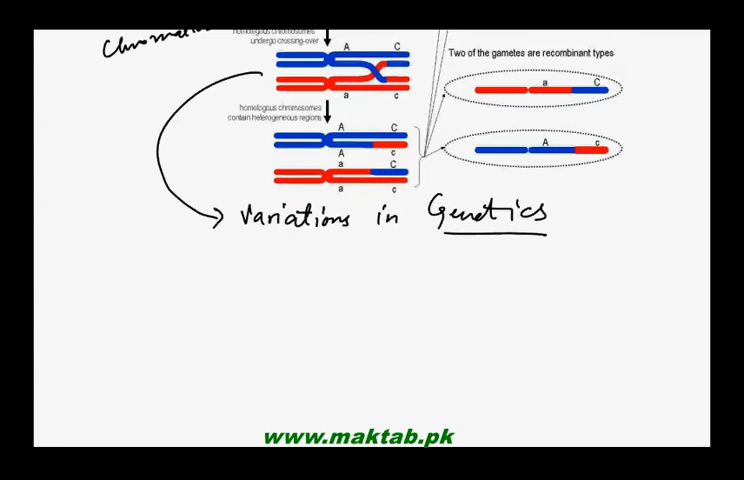 homologous chromosomes
undergo crossing-over
A C
a c
homologous chromosomes
contain heterogeneous regions
A C
A c
a C
a c
Two of the gametes are recombinant types
a C
A c
Variations in Genetics
www.maktab.pk